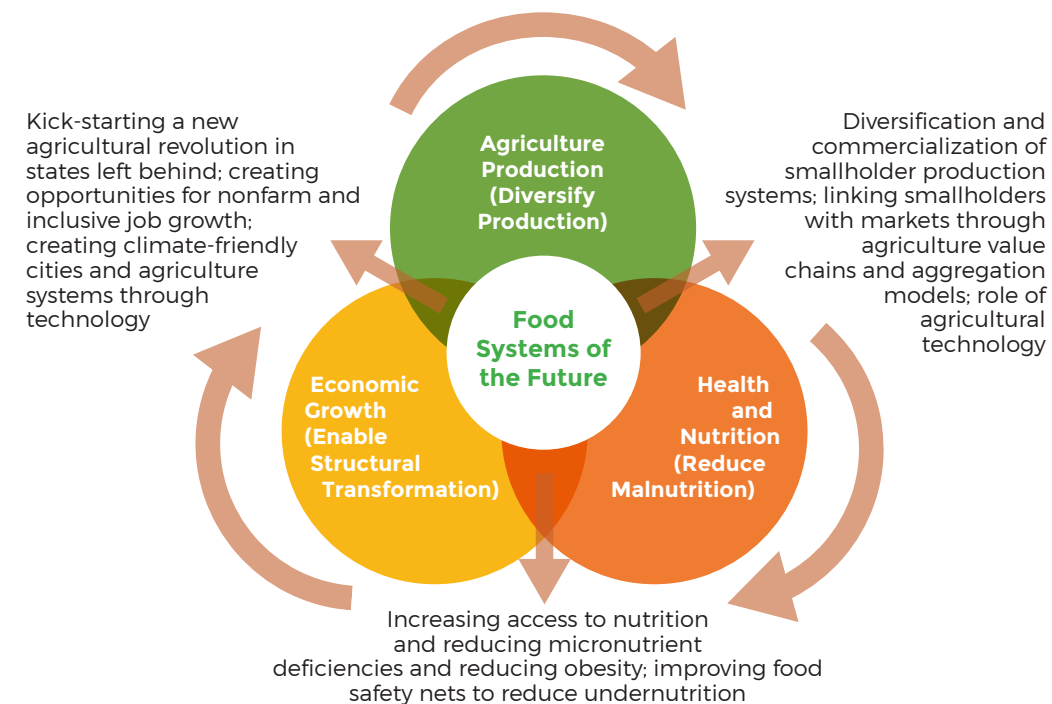 Kick-starting a new
agricultural revolution in
states left behind; creating
opportunities for nonfarm and
inclusive job growth;
creating climate-friendly
cities and agriculture
systems through
technology
Agriculture
Production
(Diversify
Production)
Diversification and
commercialization of
smallholder production
systems; linking smallholders
with markets through
agriculture value
chains and aggregation
models; role of
agricultural
technology
Food
Systems of
the Future
Economic
Growth
(Enable
Structural
Transformation)
Health
and
Nutrition
(Reduce
Malnutrition)
Increasing access to nutrition
and reducing micronutrient
deficiencies and reducing obesity; improving food
safety nets to reduce undernutrition